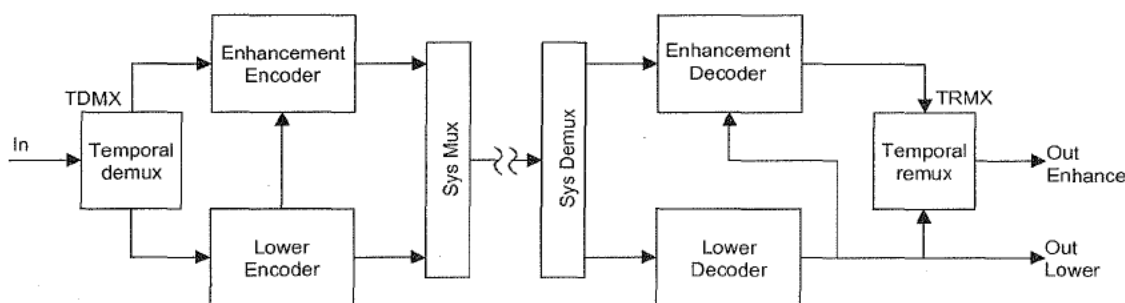 Enhancement
Encoder
Enhancement
Decoder
TDMX
TRMX
In
Temporal
demux
Sys Mux
Sys Demux
Temporal
remux
Out
Enhance
Lower
Encoder
Lower
Decoder
Out
Lower